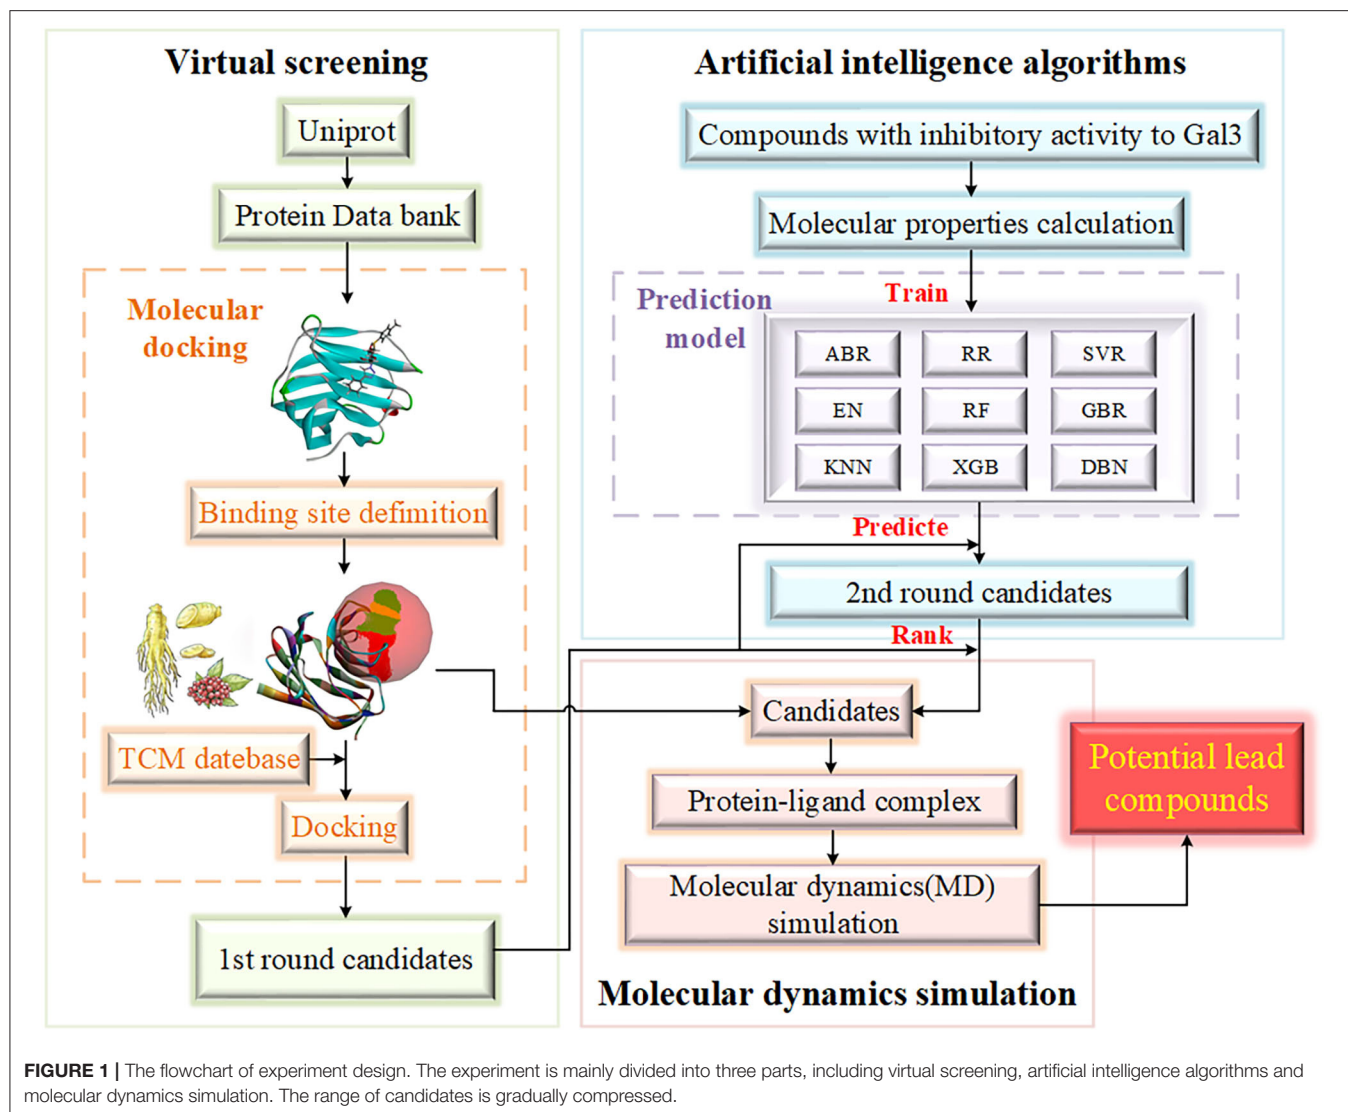 Virtual screening
Uniprot
Protein Data bank
Molecular
docking
Binding site defimition
TCM datebase
Docking
1st round candidates
Artificial intelligence algorithms
Compounds with inhibitory activity to Gal3
Molecular properties calculation
Train
Prediction
model
ABR
RR
SVR
EN
RF
GBR
KNN
XGB
DBN
Predicte
2nd round candidates
Rank
Candidates
Protein-ligand complex
Molecular dynamics(MD)
simulation
Molecular dynamics simulation
Potential lead
compounds
FIGURE 1 | The flowchart of experiment design. The experiment is mainly divided into three parts, including virtual screening, artificial intelligence algorithms and
molecular dynamics simulation. The range of candidates is gradually compressed.